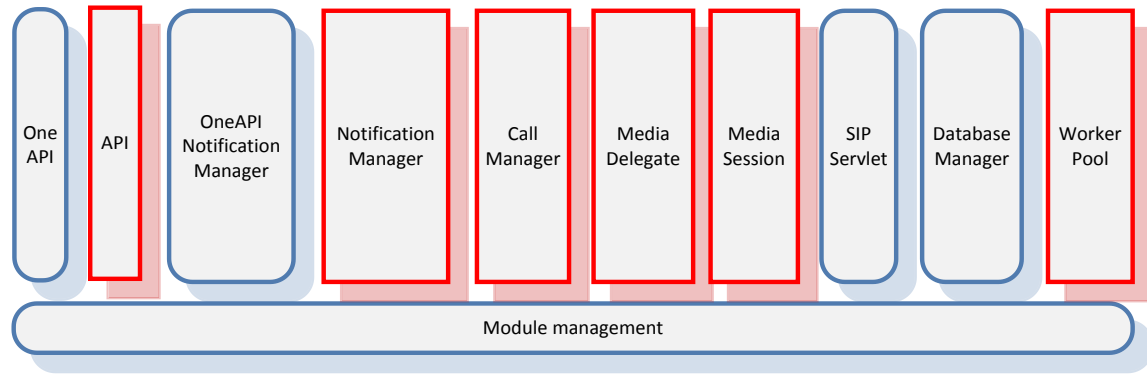 One
API
API
OneAPI
Notification
Manager
Notification
Manager
Call
Manager
Media
Delegate
Media
Session
SIP
Servlet
Database
Manager
Worker
Pool
Module management